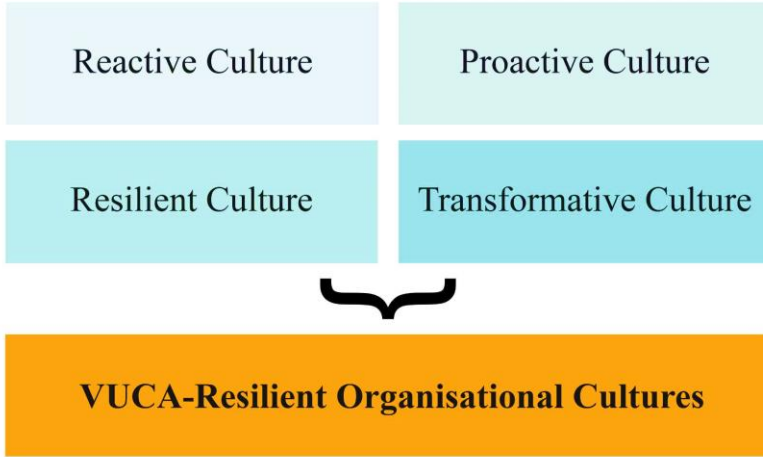 Reactive Culture
Proactive Culture
Resilient Culture
Transformative Culture
VUCA-Resilient Organisational Cultures